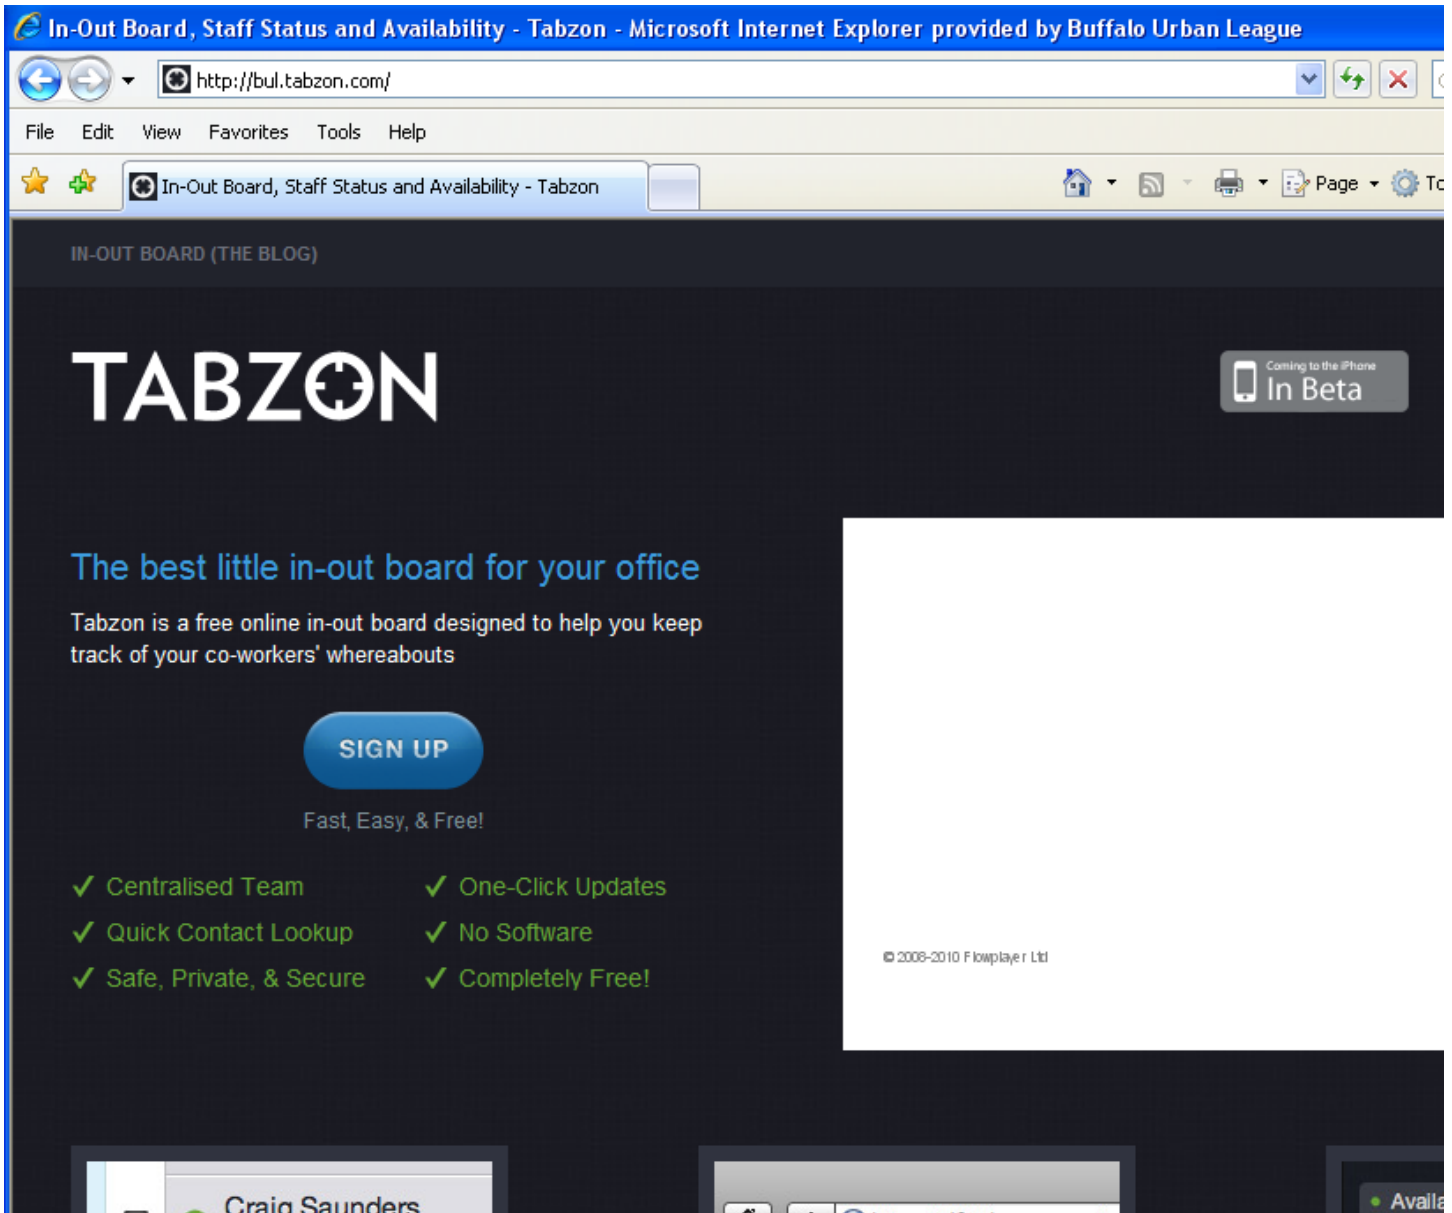 In-Out Board, Staff Status and Availability - Tabzon - Microsoft Internet Explorer provided by Buffalo Urban League
http://bul.tabzon.com/
File Edit View Favorites Tools Help
In-Out Board, Staff Status and Availability - Tabzon
Page
IN-OUT BOARD (THE BLOG)
TABZON
Coming to the iPhone
In Beta
The best little in-out board for your office
Tabzon is a free online in-out board designed to help you keep
track of your co-workers' whereabouts
SIGN UP
Fast, Easy, & Free!
✓ Centralised Team
✓ One-Click Updates
✓ Quick Contact Lookup
✓ No Software
✓ Safe, Private, & Secure
✓ Completely Free!
© 2008-2010 Flowplayer Ltd
Craig Saunders